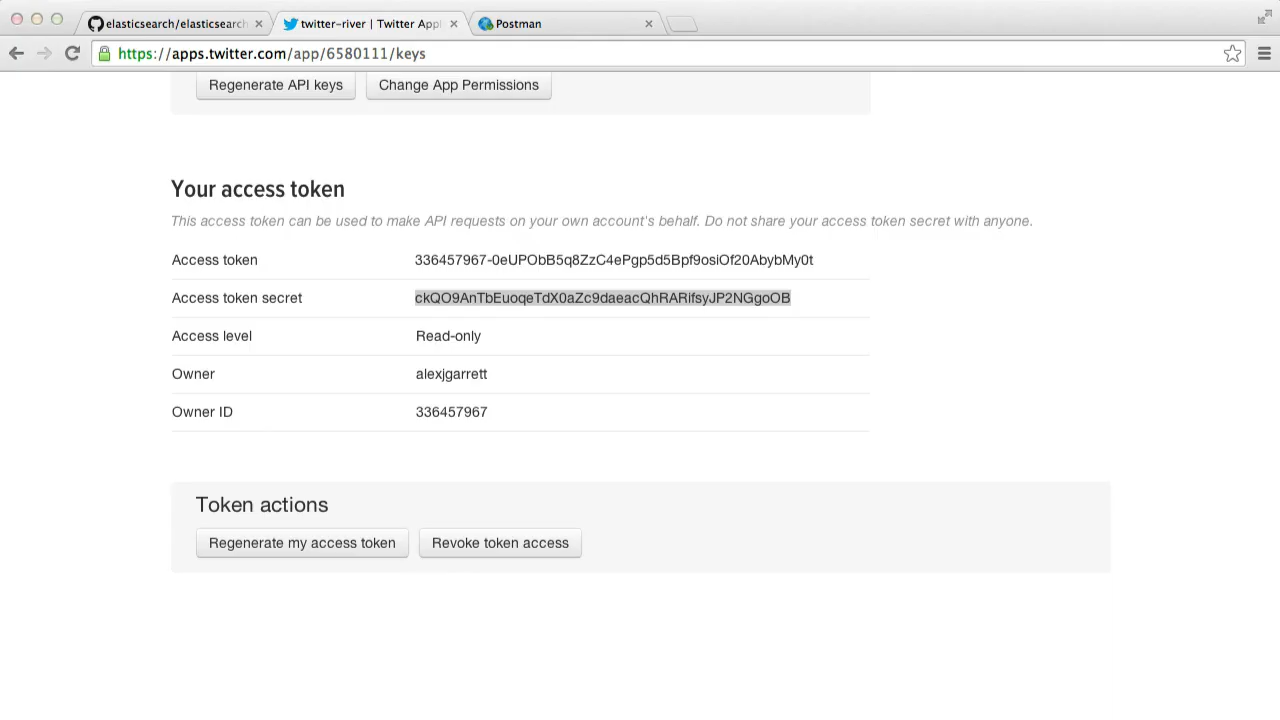 elasticsearch/elasticsearch
twitter-river | Twitter Appl
Postman
https://apps.twitter.com/app/6580111/keys
Regenerate API keys
Change App Permissions
Your access token
This access token can be used to make API requests on your own account's behalf. Do not share your access token secret with anyone.
Access token
336457967-0eUPObB5q8ZzC4ePgp5d5Bpf9osiOf20AbybMy0t
Access token secret
ckQO9AnTbEuoqeTdX0aZc9daeacQhRARifsyJP2NGgoOB
Access level
Read-only
Owner
alexjgarrett
Owner ID
336457967
Token actions
Regenerate my access token
Revoke token access